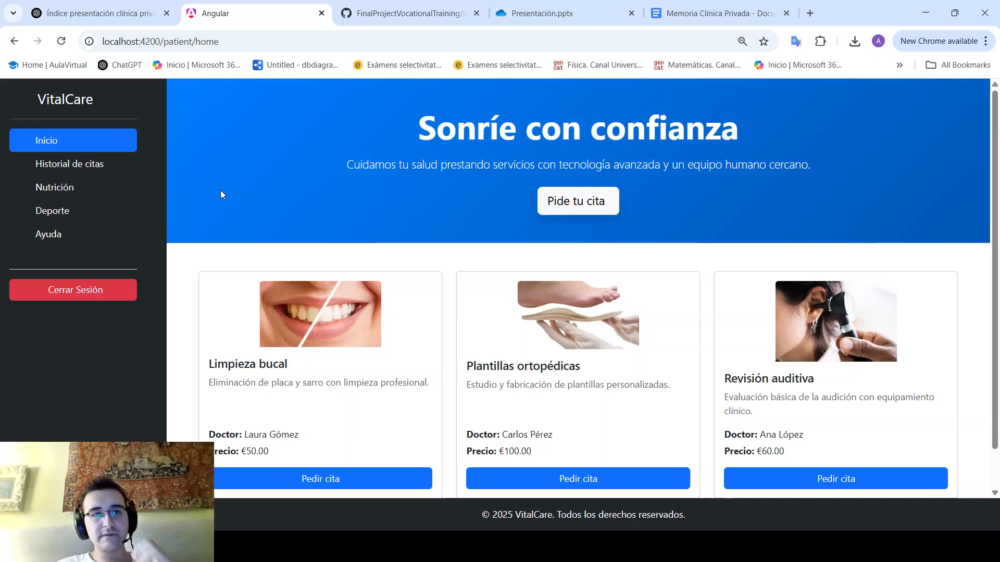 Índice presentación clínica priva
Angular
FinalProjectVocationalTraining/
Presentación.pptx
Memoria Clínica Privada - Docu
localhost:4200/patient/home
A
New Chrome available
Home | AulaVirtual
ChatGPT
Inicio | Microsoft 36...
Untitled - dbdiagra...
Exàmens selectivitat...
Exàmens selectivitat...
gen cat
Física. Canal Univers...
gen cat
Matemáticas. Canal...
Inicio | Microsoft 36...
All Bookmarks
VitalCare
Inicio
Historial de citas
Nutrición
Deporte
Ayuda
Cerrar Sesión
Sonríe con confianza
Cuidamos tu salud prestando servicios con tecnología avanzada y un equipo humano cercano.
Pide tu cita
Limpieza bucal
Eliminación de placa y sarro con limpieza profesional.
Doctor: Laura Gómez
recio: €50.00
Pedir cita
Plantillas ortopédicas
Estudio y fabricación de plantillas personalizadas.
Doctor: Carlos Pérez
Precio: €100.00
Pedir cita
Revisión auditiva
Evaluación básica de la audición con equipamiento
clínico.
Doctor: Ana López
Precio: €60.00
Pedir cita
© 2025 VitalCare. Todos los derechos reservados.